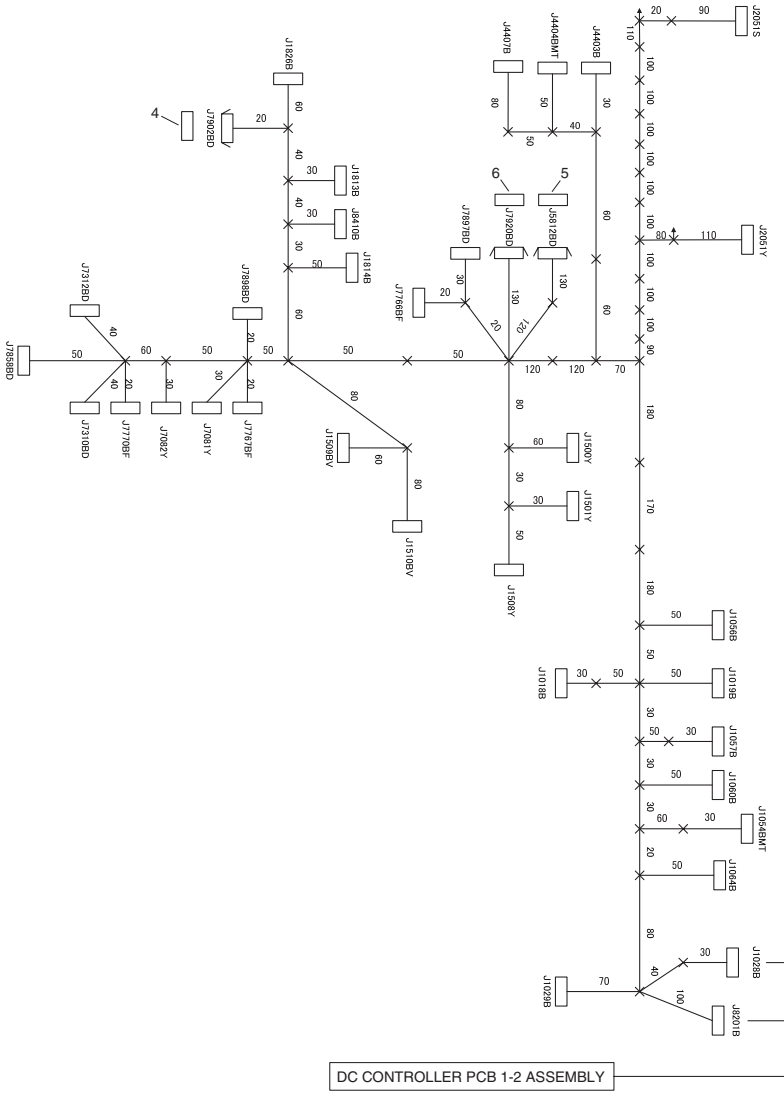 J2051S
90
20
110
100
100
100
100
100
100
J2051Y
110
80
100
100
100
90
J4407B
J4404BMT
J4403B
80
50
30
50
40
60
60
J1826B
60
4
J7902BD
20
40
J1813B
30
40
J8410B
30
30
J1814B
50
60
6
5
J7897BD
J7920BD
J5812BD
30
130
130
J7766BF
20
20
120
J7312BD
J7898BD
40
20
J7858BD
50
60
50
50
50
50
120
120
70
40
20
30
30
20
J7310BD
J7770BF
J7082Y
J7081Y
J7767BF
80
J1509BV
60
80
J1510BV
80
60
J1500Y
30
30
J1501Y
50
J1508Y
180
170
180
50
J1056B
50
J1018B
30
50
50
J1019B
30
50
30
J1057B
30
50
J1060B
30
60
30
J1054BMT
20
50
J1064B
80
30
J1028B
40
100
J8201B
70
J1029B
DC CONTROLLER PCB 1-2 ASSEMBLY